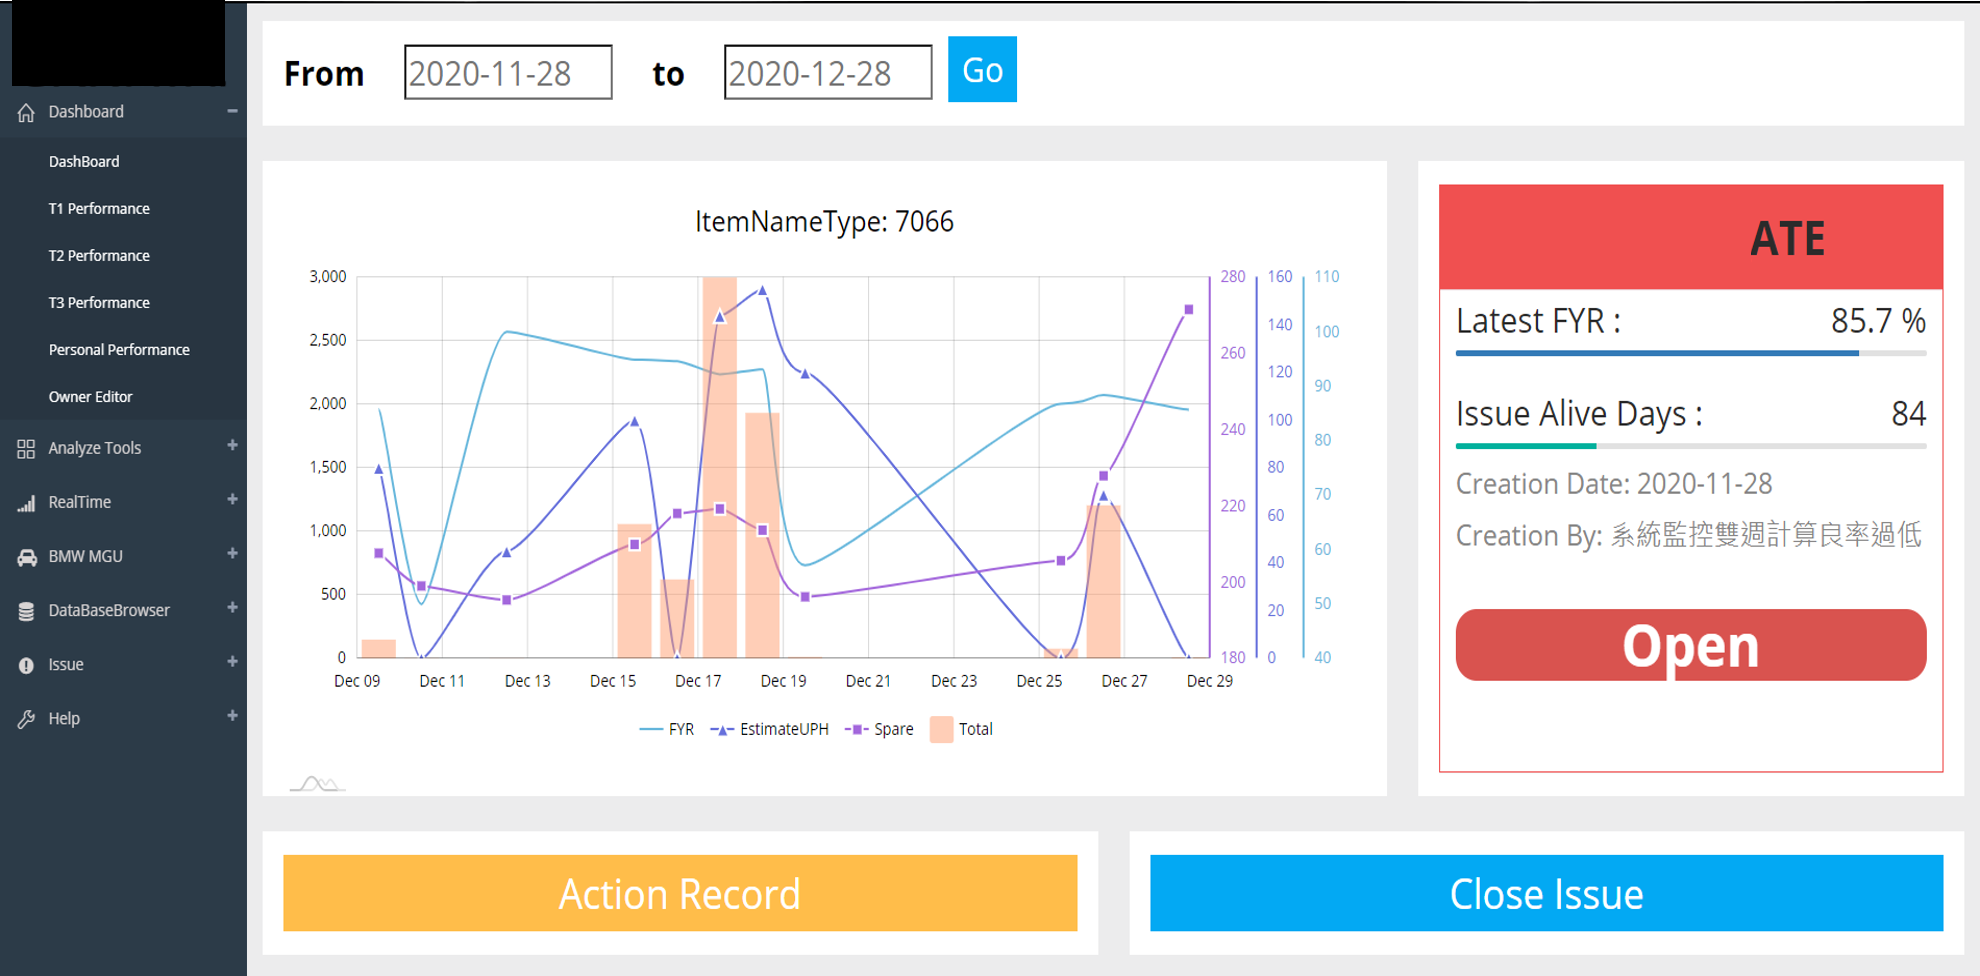 Dashboard
DashBoard
T1 Performance
T2 Performance
T3 Performance
Personal Performance
Owner Editor
Analyze Tools
RealTime
BMW MGU
DataBaseBrowser
Issue
Help
From 2020-11-28 to 2020-12-28 Go
ItemNameType: 7066
3,000 280 160 110
2,500 140 100
2,000 260 120 90
1,500 240 100 80
1,000 220 80 70
500 200 60 60
0 180 40 50
20
0 40
Dec 09 Dec 11 Dec 13 Dec 15 Dec 17 Dec 19 Dec 21 Dec 23 Dec 25 Dec 27 Dec 29
FYR EstimateUPH Spare Total
ATE
Latest FYR : 85.7 %
Issue Alive Days : 84
Creation Date: 2020-11-28
Creation By: 系統監控雙週計算良率過低
Open
Action Record
Close Issue